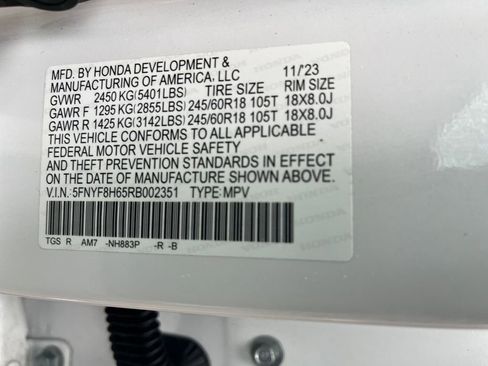 MFD. BY HONDA DEVELOPMENT &
MANUFACTURING OF AMERICA, LLC 11/'23
GVWR 2450 KG(5401LBS) TIRE SIZE RIM SIZE
GAWR F 1295 KG(2855LBS) 245/60R18 105T 18X8.0J
GAWR R 1425 KG(3142LBS) 245/60R18 105T 18X8.0J
THIS VEHICLE CONFORMS TO ALL APPLICABLE
FEDERAL MOTOR VEHICLE SAFETY
AND THEFT PREVENTION STANDARDS IN EFFECT
ON THE DATE OF MANUFACTURE SHOWN ABOVE.
V.I.N: 5FNYF8H65RB002351 TYPE: MPV
TGS R AM7 -NH883P -R -B